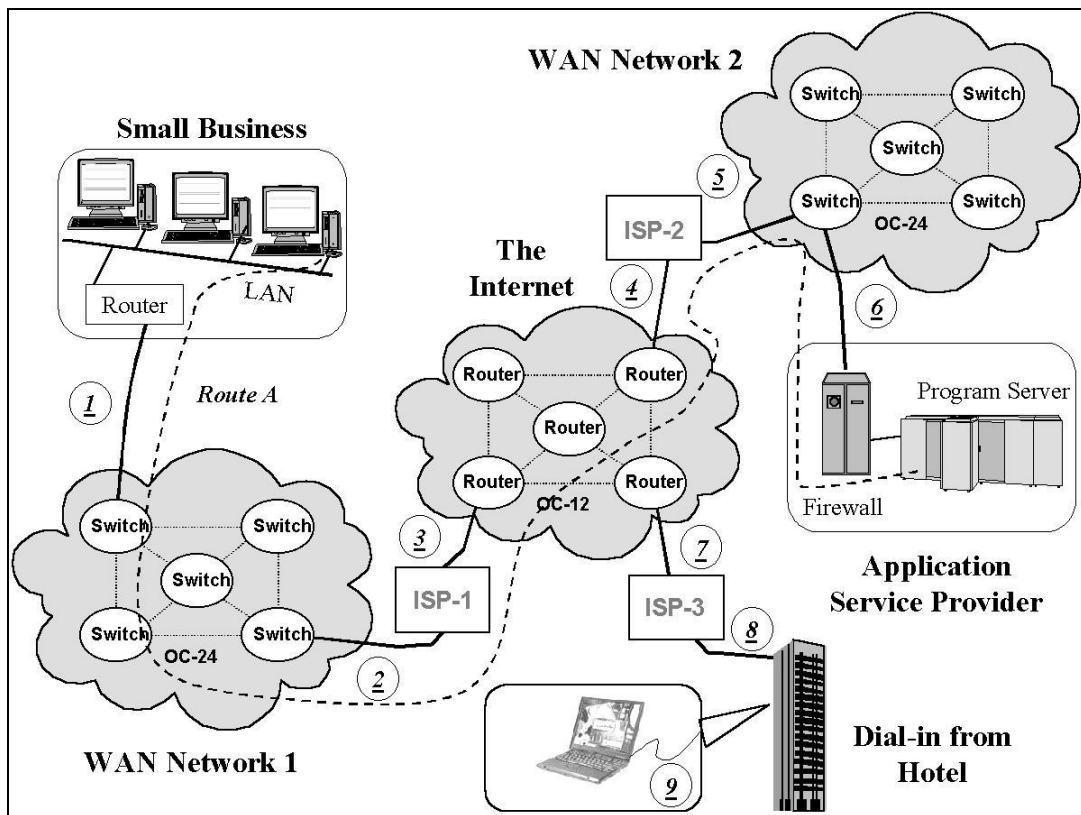 WAN Network 2
Switch
Switch
Switch
Switch
Switch
OC-24
Small Business
LAN
Router
1
Route A
5
ISP-2
The
Internet
4
6
Router
Router
Router
Router
Router
OC-12
Program Server
Firewall
Application
Service Provider
Switch
Switch
Switch
Switch
Switch
OC-24
3
ISP-1
2
7
ISP-3
8
WAN Network 1
9
Dial-in from
Hotel